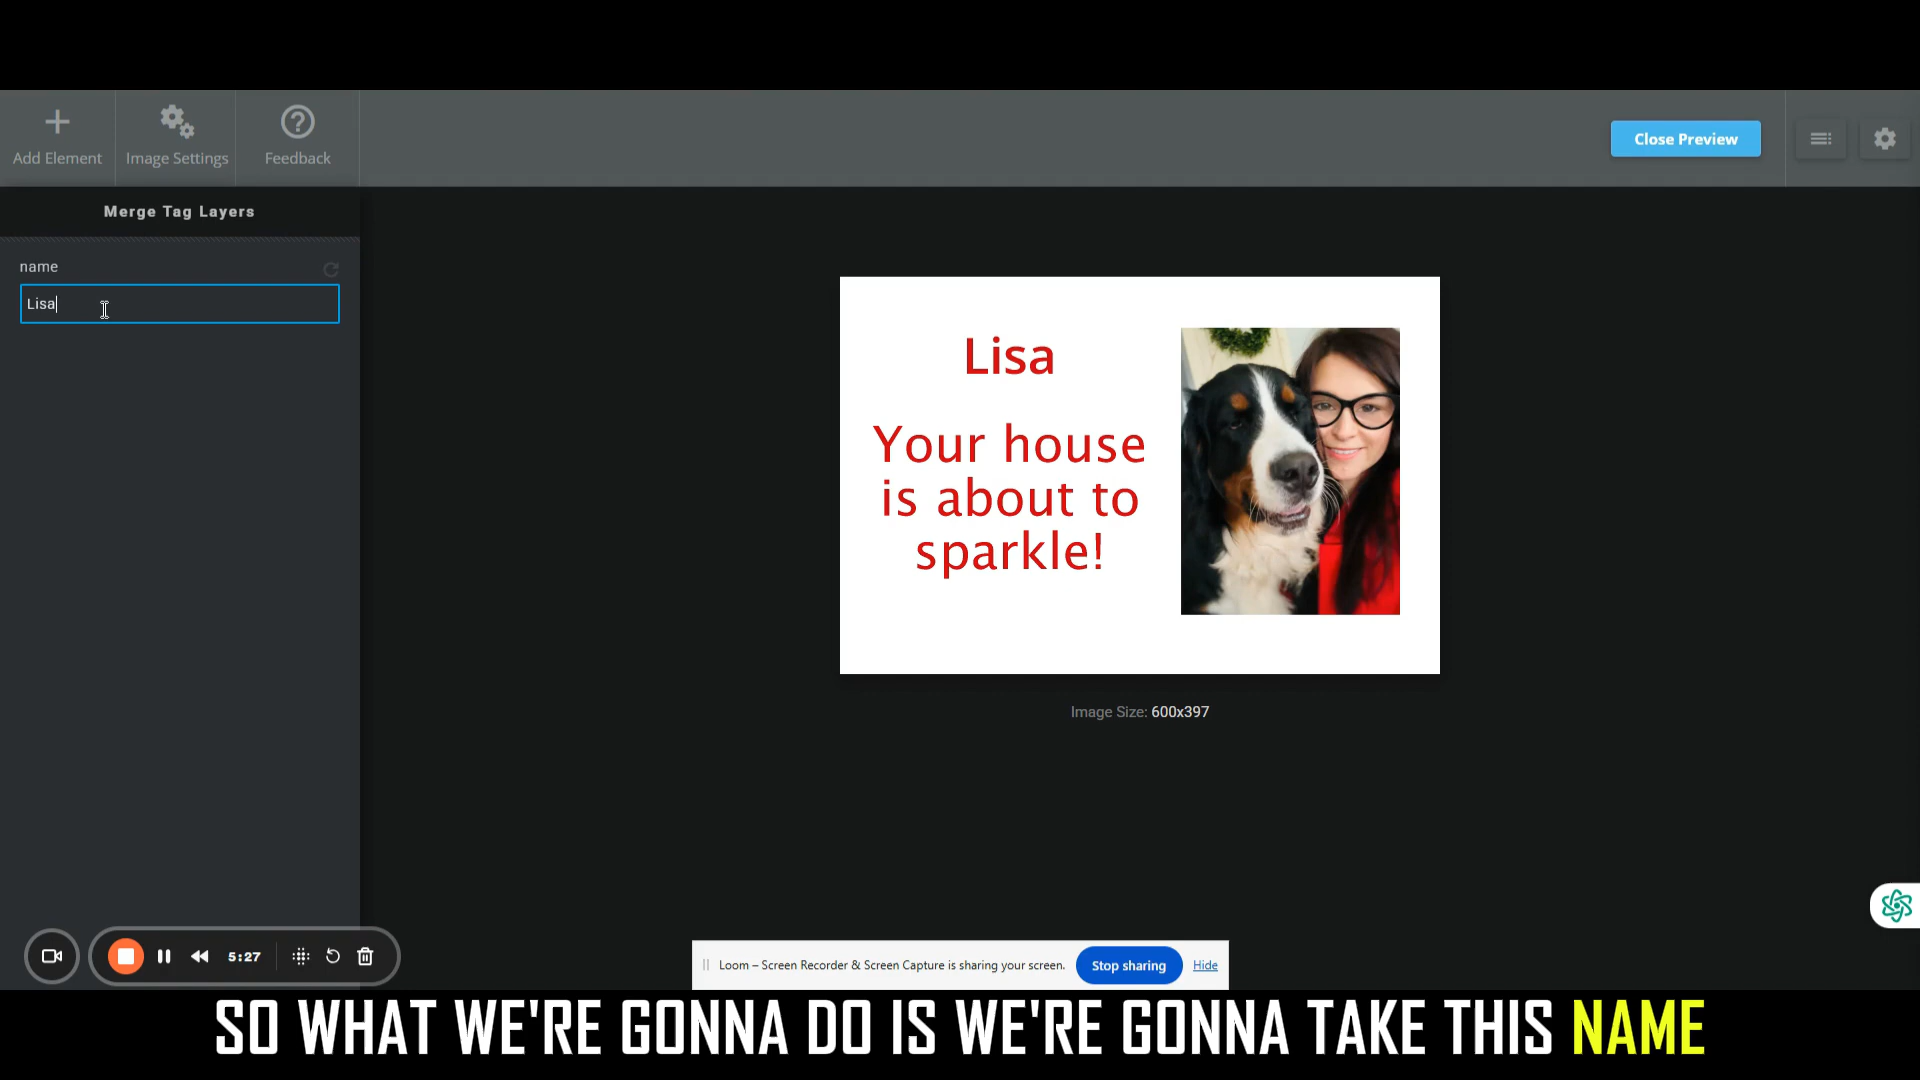 Add Element
Image Settings
Feedback
Close Preview
Merge Tag Layers
name
Lisa
Lisa
Your house
is about to
sparkle!
Image Size: 600x397
5:27
Loom – Screen Recorder & Screen Capture is sharing your screen.
Stop sharing
Hide
SO WHAT WE'RE GONNA DO IS WE'RE GONNA TAKE THIS NAME